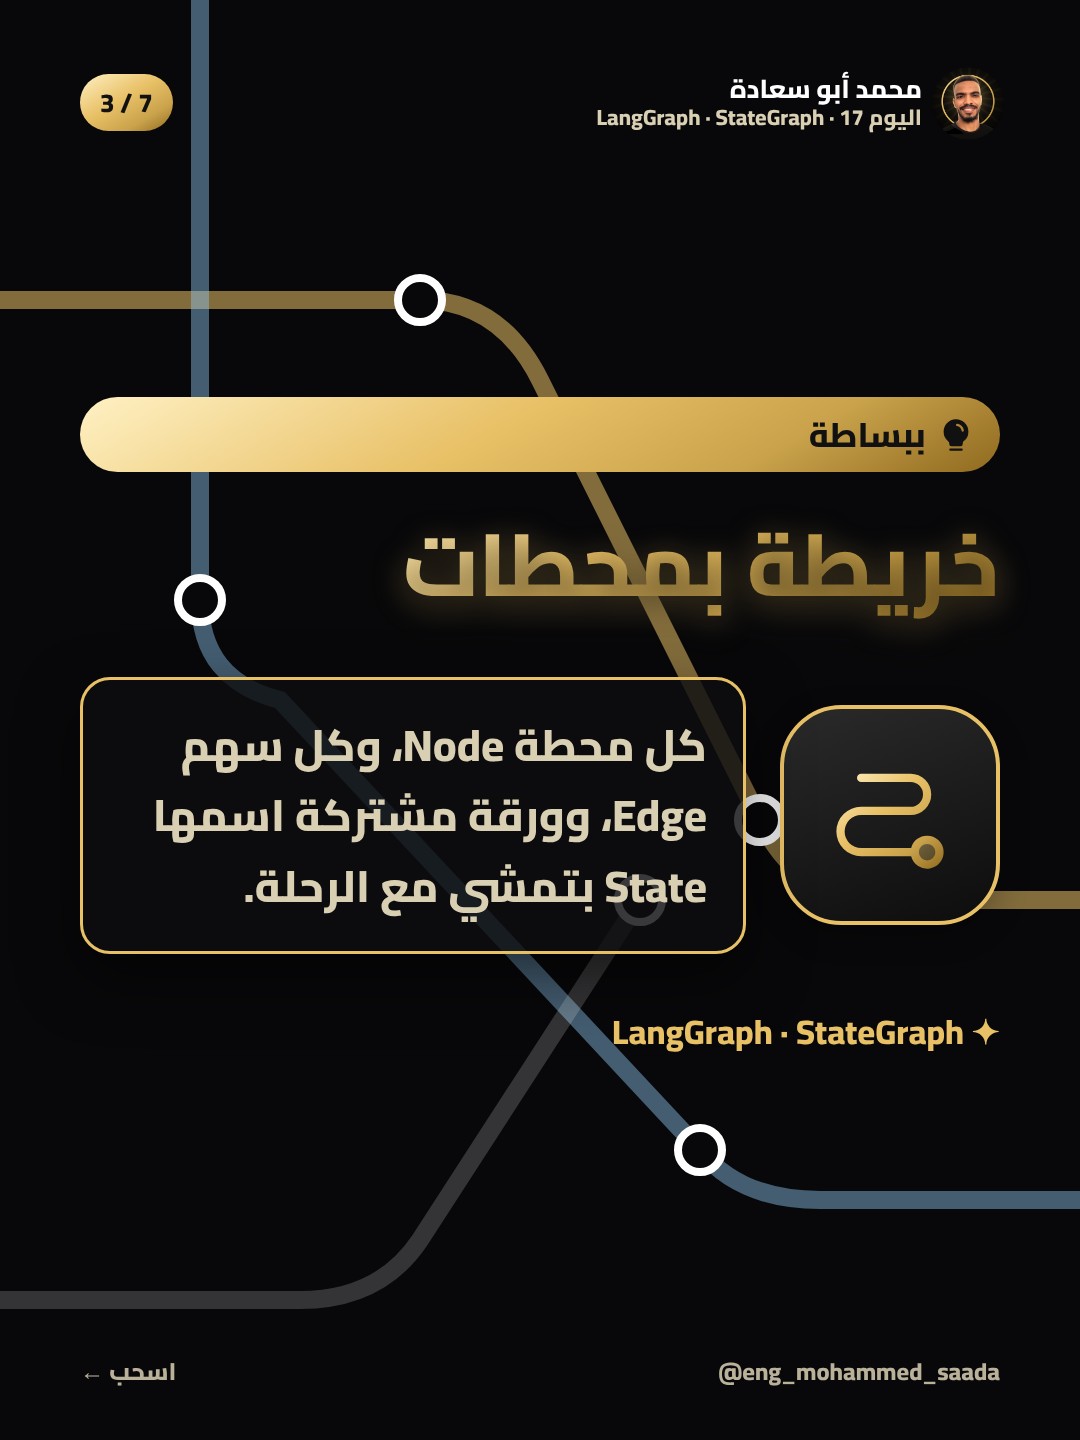 محمد أبو سعادة
اليوم 17 · LangGraph · StateGraph
3 / 7
ببساطة
خريطة بمحطات
كل محطة Node، وكل سهم
Edge، وورقة مشتركة اسمها
State بتمشي مع الرحلة.
✦ LangGraph · StateGraph
@eng_mohammed_saada
اسحب ←